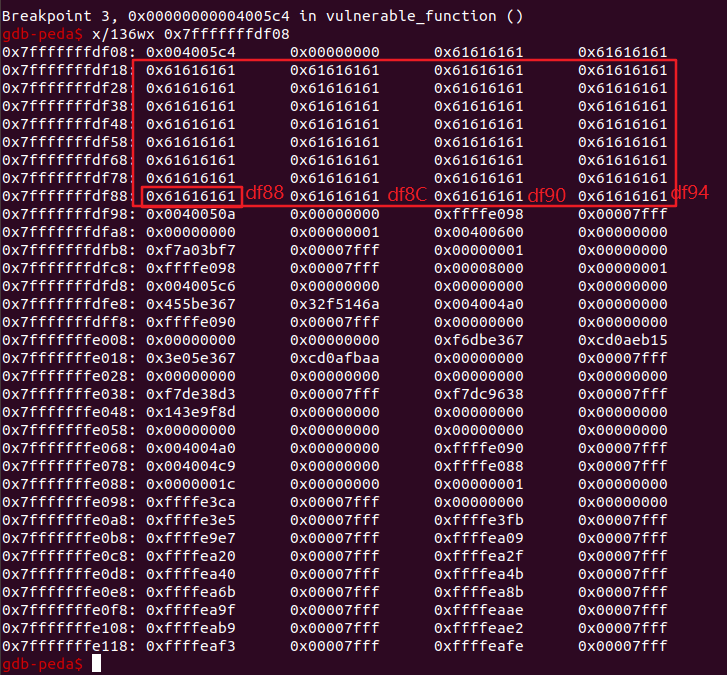 Breakpoint 3, 0x00000000004005c4 in vulnerable_function ()
gdb-peda$ x/136wx 0x7fffffffdf08
0x7fffffffdf08: 0x004005c4 0x00000000 0x61616161 0x61616161
0x7fffffffdf18: 0x61616161 0x61616161 0x61616161 0x61616161
0x7fffffffdf28: 0x61616161 0x61616161 0x61616161 0x61616161
0x7fffffffdf38: 0x61616161 0x61616161 0x61616161 0x61616161
0x7fffffffdf48: 0x61616161 0x61616161 0x61616161 0x61616161
0x7fffffffdf58: 0x61616161 0x61616161 0x61616161 0x61616161
0x7fffffffdf68: 0x61616161 0x61616161 0x61616161 0x61616161
0x7fffffffdf78: 0x61616161 0x61616161 0x61616161 0x61616161
0x7fffffffdf88: 0x61616161 df88 0x61616161 df8C 0x61616161 df90 0x61616161 df94
0x7fffffffdf98: 0x0040050a 0x00000000 0xffffe098 0x00007fff
0x7fffffffdfa8: 0x00000000 0x00000001 0x00400600 0x00000000
0x7fffffffdfb8: 0xf7a03bf7 0x00007fff 0x00000001 0x00000000
0x7fffffffdfc8: 0xffffe098 0x00007fff 0x00008000 0x00000001
0x7fffffffdfd8: 0x004005c6 0x00000000 0x00000000 0x00000000
0x7fffffffdfe8: 0x455be367 0x32f5146a 0x004004a0 0x00000000
0x7fffffffdff8: 0xffffe090 0x00007fff 0x00000000 0x00000000
0x7fffffffe008: 0x00000000 0x00000000 0xf6dbe367 0xcd0aeb15
0x7fffffffe018: 0x3e05e367 0xcd0afbaa 0x00000000 0x00007fff
0x7fffffffe028: 0x00000000 0x00000000 0x00000000 0x00000000
0x7fffffffe038: 0xf7de38d3 0x00007fff 0xf7dc9638 0x00007fff
0x7fffffffe048: 0x143e9f8d 0x00000000 0x00000000 0x00000000
0x7fffffffe058: 0x00000000 0x00000000 0x00000000 0x00000000
0x7fffffffe068: 0x004004a0 0x00000000 0xffffe090 0x00007fff
0x7fffffffe078: 0x004004c9 0x00000000 0xffffe088 0x00007fff
0x7fffffffe088: 0x0000001c 0x00000000 0x00000001 0x00000000
0x7fffffffe098: 0xffffe3ca 0x00007fff 0x00000000 0x00000000
0x7fffffffe0a8: 0xffffe3e5 0x00007fff 0xffffe3fb 0x00007fff
0x7fffffffe0b8: 0xffffe9e7 0x00007fff 0xffffea09 0x00007fff
0x7fffffffe0c8: 0xffffea20 0x00007fff 0xffffea2f 0x00007fff
0x7fffffffe0d8: 0xffffea40 0x00007fff 0xffffea4b 0x00007fff
0x7fffffffe0e8: 0xffffea6b 0x00007fff 0xffffea8b 0x00007fff
0x7fffffffe0f8: 0xffffea9f 0x00007fff 0xffffeaae 0x00007fff
0x7fffffffe108: 0xffffeab9 0x00007fff 0xffffeae2 0x00007fff
0x7fffffffe118: 0xffffeaf3 0x00007fff 0xffffeafe 0x00007fff
gdb-peda$